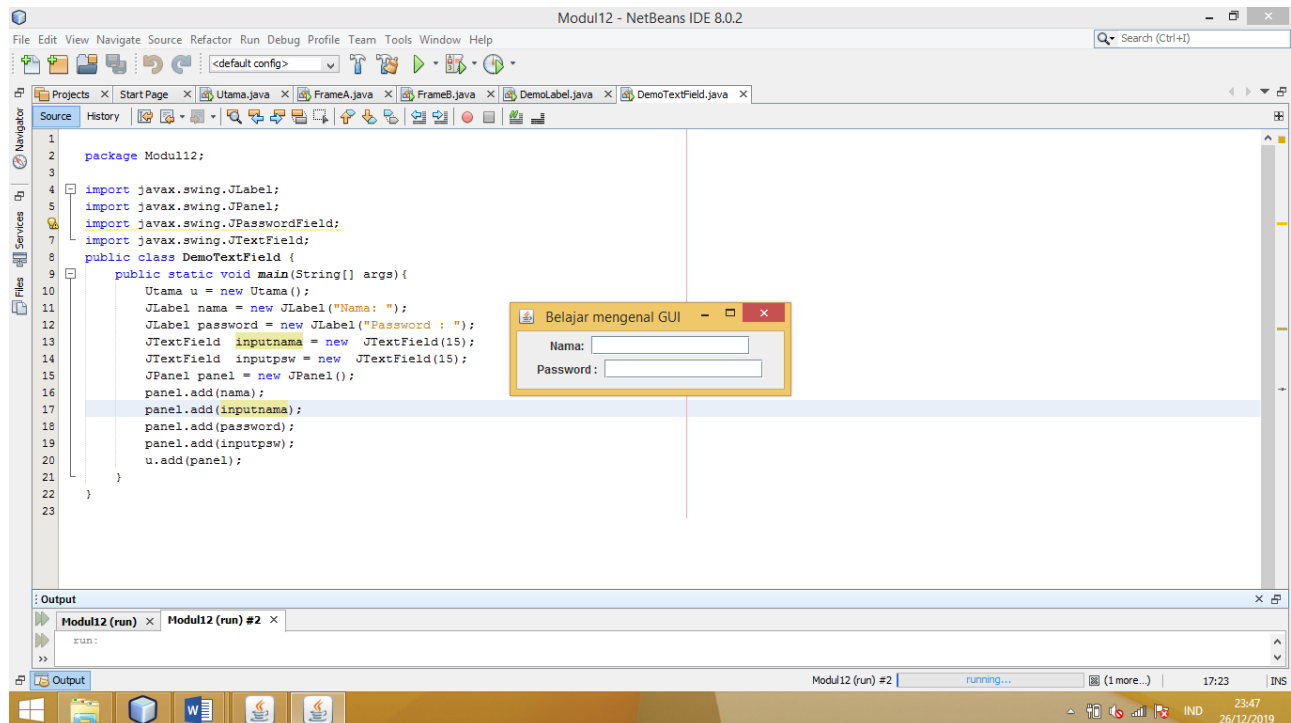 Modul12 - NetBeans IDE 8.0.2
File Edit View Navigate Source Refactor Run Debug Profile Team Tools Window Help
Search (Ctrl+I)
<default config>
Projects Start Page Utama.java FrameA.java FrameB.java DemoLabel.java DemoTextField.java
Navigator
Services
Files
Source History
1
2 package Modul12;
3
4 import javax.swing.JLabel;
5 import javax.swing.JPanel;
import javax.swing.JPasswordField;
7 import javax.swing.JTextField;
8 public class DemoTextField {
9 public static void main(String[] args){
10 Utama u = new Utama();
11 JLabel nama = new JLabel("Nama: ");
12 JLabel password = new JLabel("Password : ");
13 JTextField inputnama = new JTextField(15);
14 JTextField inputpsw = new JTextField(15);
15 JPanel panel = new JPanel();
16 panel.add(nama);
17 panel.add(inputnama);
18 panel.add(password);
19 panel.add(inputpsw);
20 u.add(panel);
21 }
22 }
23
Belajar mengenal GUI
Nama:
Password :
Output
Modul12 (run) Modul12 (run) #2
run:
Output
Modul12 (run) #2 running... (1 more...) 17:23 INS
IND
23:47
26/12/2019